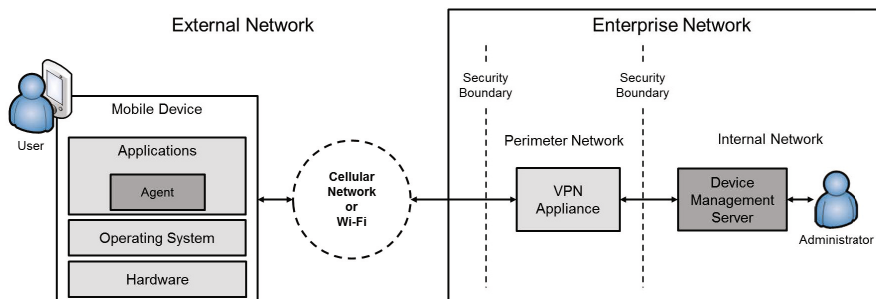 External Network
Enterprise Network
User
Mobile Device
Applications
Agent
Operating System
Hardware
Cellular
Network
or
Wi-Fi
Security
Boundary
Security
Boundary
Perimeter Network
VPN
Appliance
Internal Network
Device
Management
Server
Administrator